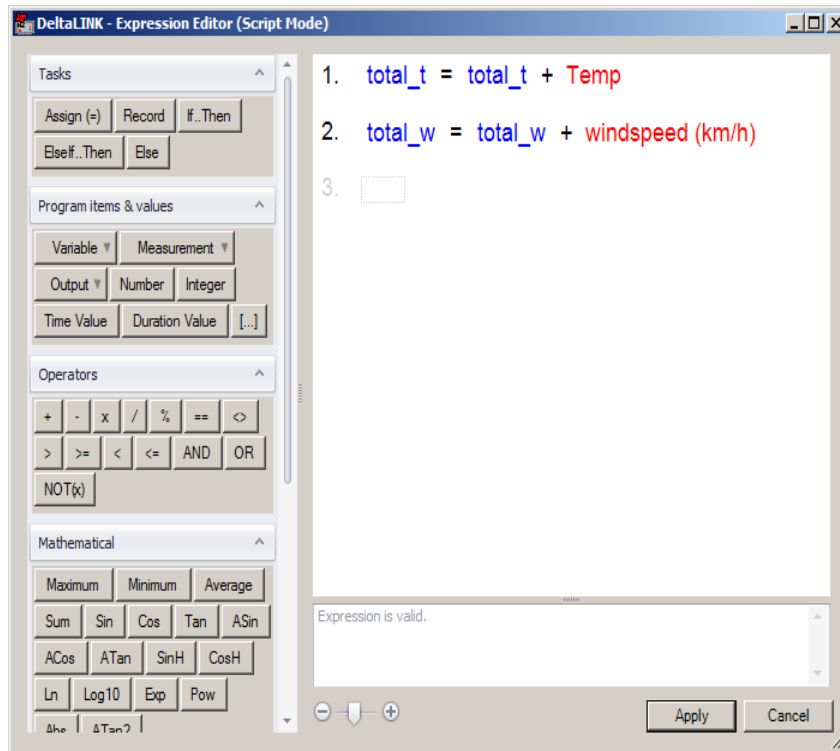 DeltaLINK - Expression Editor (Script Mode)
Tasks
Assign (=) Record If..Then
ElseIf..Then Else
Program items & values
Variable Measurement
Output Number Integer
Time Value Duration Value [...]
Operators
+ - x / % == <>
> >= < <= AND OR
NOT(x)
Mathematical
Maximum Minimum Average
Sum Sin Cos Tan ASin
ACos ATan SinH CosH
Ln Log10 Exp Pow
Abs ATan2
1. total_t = total_t + Temp
2. total_w = total_w + windspeed (km/h)
3.
Expression is valid.
Apply Cancel